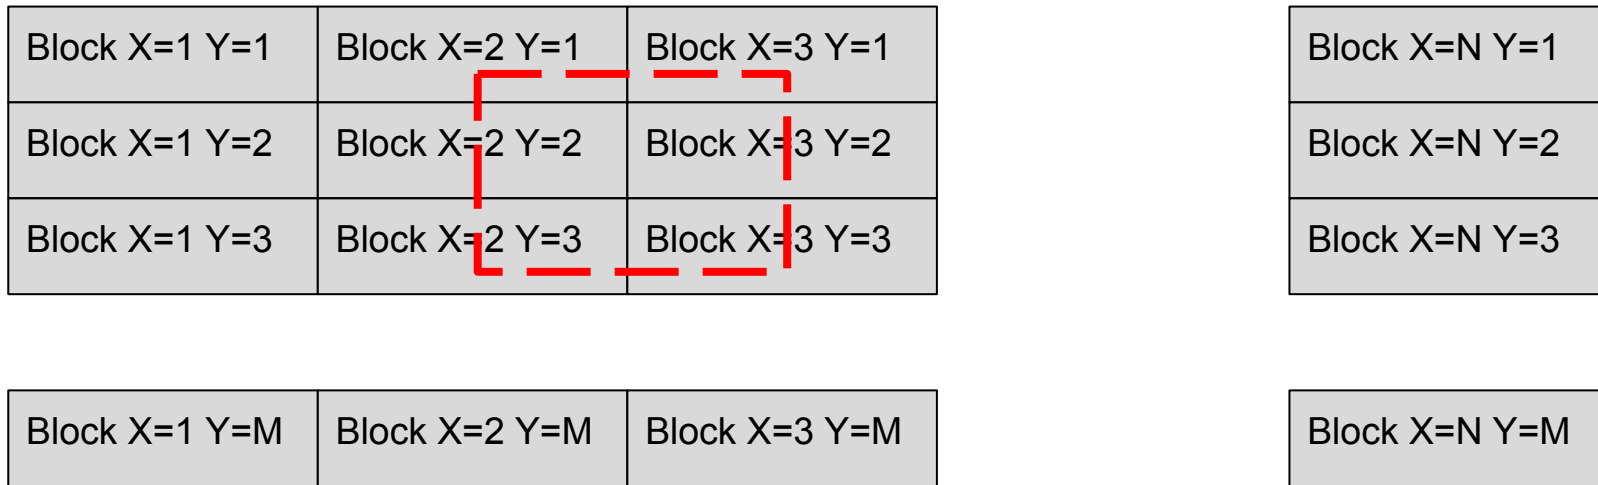 Block X=1 Y=1 Block X=2 Y=1 Block X=3 Y=1 Block X=N Y=1
Block X=1 Y=2 Block X=2 Y=2 Block X=3 Y=2 Block X=N Y=2
Block X=1 Y=3 Block X=2 Y=3 Block X=3 Y=3 Block X=N Y=3
Block X=1 Y=M Block X=2 Y=M Block X=3 Y=M Block X=N Y=M